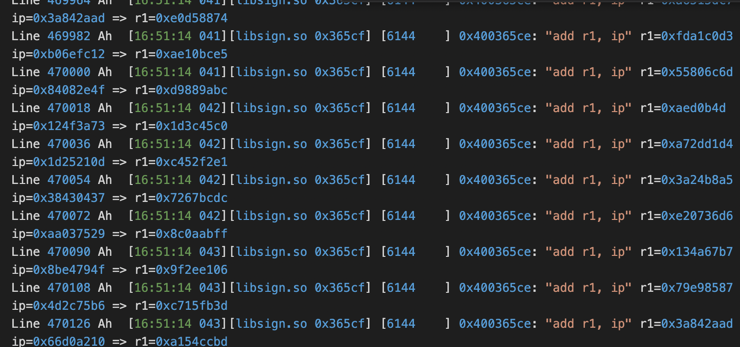 Line 469964 Ah  [16:51:14 041][libsign.so 0x365cf] [6144    ] 0x400365ce: "add r1, ip"
ip=0x3a842aad => r1=0xe0d58874
Line 469982 Ah  [16:51:14 041][libsign.so 0x365cf] [6144    ] 0x400365ce: "add r1, ip" r1=0xfda1c0d3
ip=0xb06efc12 => r1=0xae10bce5
Line 470000 Ah  [16:51:14 041][libsign.so 0x365cf] [6144    ] 0x400365ce: "add r1, ip" r1=0x55806c6d
ip=0x84082e4f => r1=0xd9889abc
Line 470018 Ah  [16:51:14 042][libsign.so 0x365cf] [6144    ] 0x400365ce: "add r1, ip" r1=0xaed0b4d
ip=0x124f3a73 => r1=0x1d3c45c0
Line 470036 Ah  [16:51:14 042][libsign.so 0x365cf] [6144    ] 0x400365ce: "add r1, ip" r1=0xa72dd1d4
ip=0x1d25210d => r1=0xc452f2e1
Line 470054 Ah  [16:51:14 042][libsign.so 0x365cf] [6144    ] 0x400365ce: "add r1, ip" r1=0x3a24b8a5
ip=0x38430437 => r1=0x7267bcdc
Line 470072 Ah  [16:51:14 042][libsign.so 0x365cf] [6144    ] 0x400365ce: "add r1, ip" r1=0xe20736d6
ip=0xaa037529 => r1=0x8c0aabff
Line 470090 Ah  [16:51:14 043][libsign.so 0x365cf] [6144    ] 0x400365ce: "add r1, ip" r1=0x134a67b7
ip=0x8be4794f => r1=0x9f2ee106
Line 470108 Ah  [16:51:14 043][libsign.so 0x365cf] [6144    ] 0x400365ce: "add r1, ip" r1=0x79e98587
ip=0x4d2c75b6 => r1=0xc715fb3d
Line 470126 Ah  [16:51:14 043][libsign.so 0x365cf] [6144    ] 0x400365ce: "add r1, ip" r1=0x3a842aad
ip=0x66d0a210 => r1=0xa154ccbd